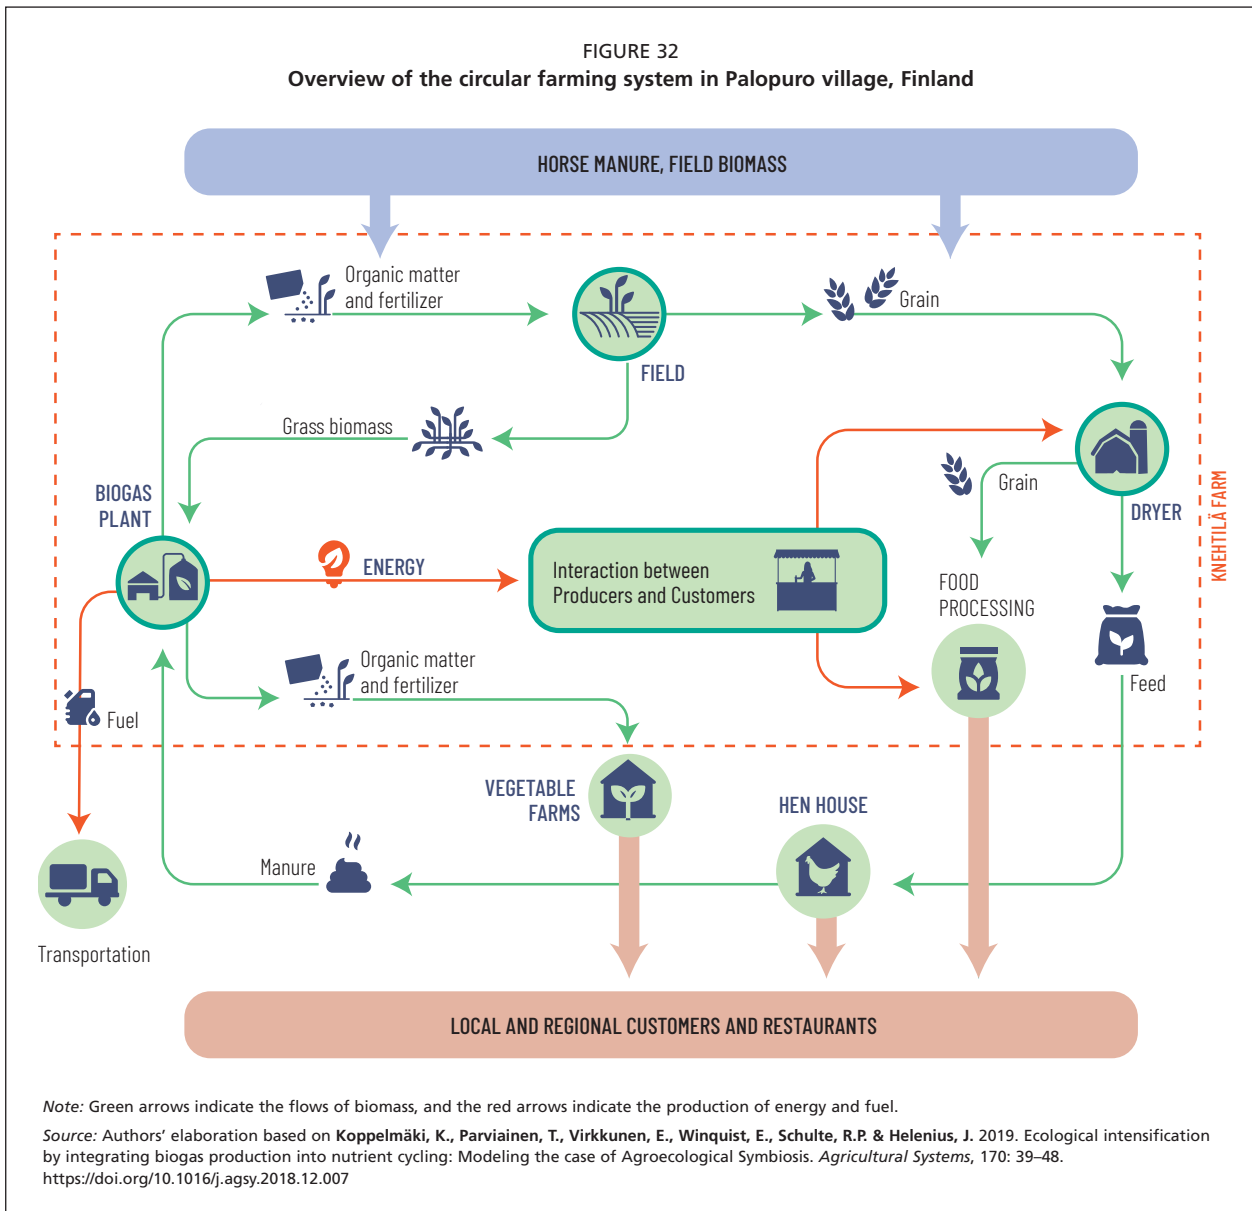 FIGURE 32
Overview of the circular farming system in Palopuro village, Finland
HORSE MANURE, FIELD BIOMASS
Organic matter
and fertilizer
Grain
FIELD
Grass biomass
BIOGAS
PLANT
Grain
DRYER
KNEHTILÄ FARM
ENERGY
Interaction between
Producers and Customers
FOOD
PROCESSING
Organic matter
and fertilizer
Feed
Fuel
VEGETABLE
FARMS
HEN HOUSE
Manure
Transportation
LOCAL AND REGIONAL CUSTOMERS AND RESTAURANTS
Note: Green arrows indicate the flows of biomass, and the red arrows indicate the production of energy and fuel.
Source: Authors' elaboration based on Koppelmäki, K., Parviainen, T., Virkkunen, E., Winquist, E., Schulte, R.P. & Helenius, J. 2019. Ecological intensification
by integrating biogas production into nutrient cycling: Modeling the case of Agroecological Symbiosis. Agricultural Systems, 170: 39–48.
https://doi.org/10.1016/j.agsy.2018.12.007